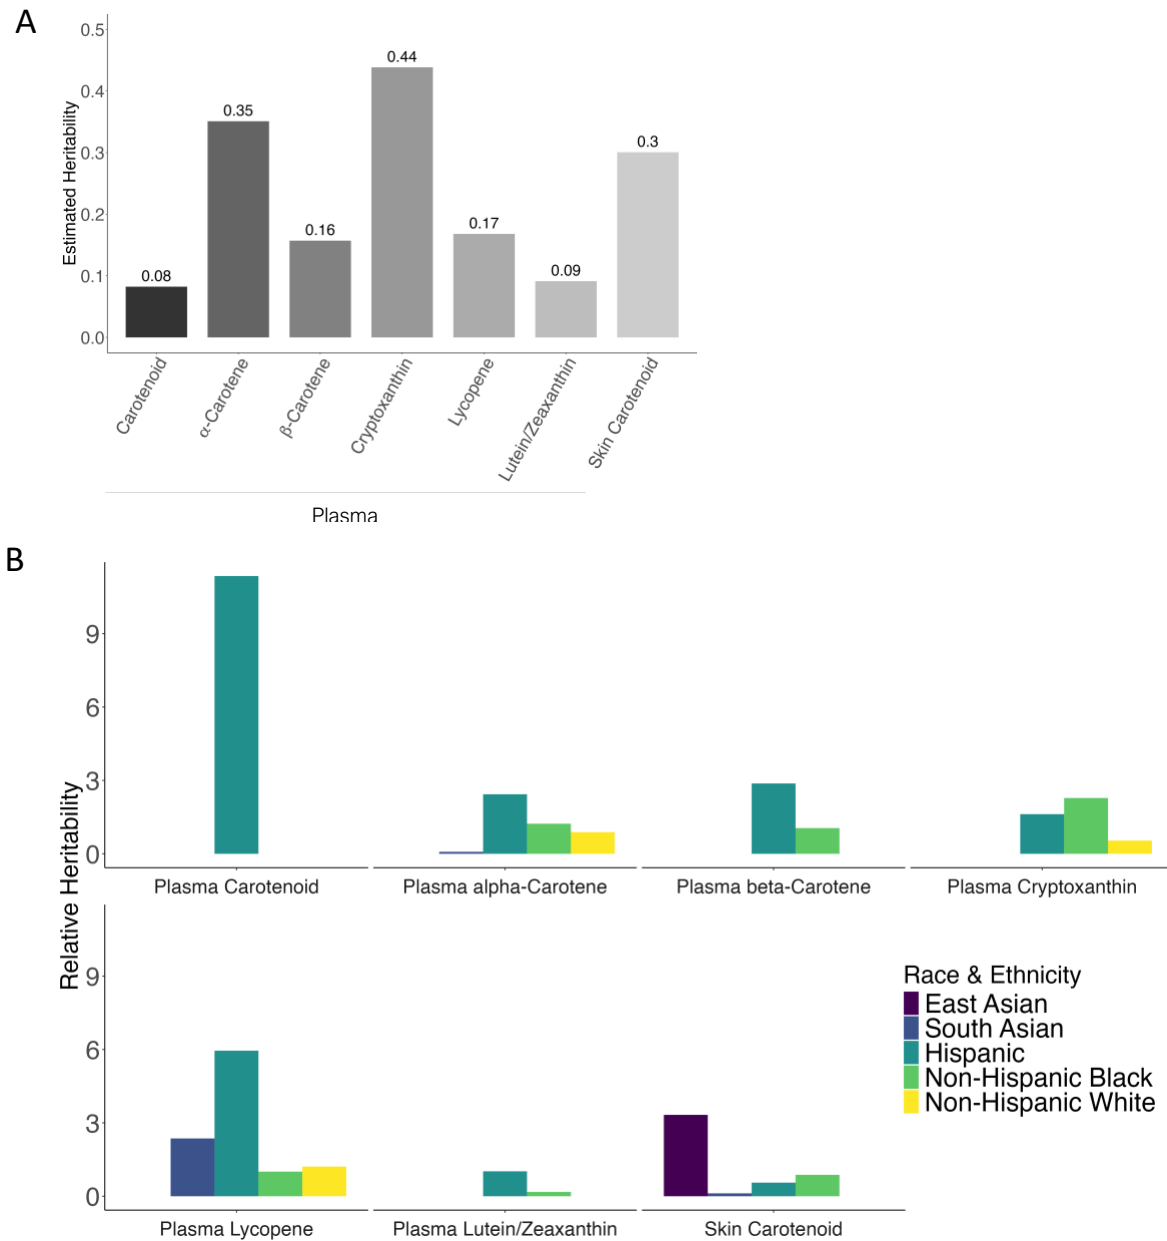 A
Estimated Heritability
0.5
0.4
0.3
0.2
0.1
0.0
0.08
0.35
0.16
0.44
0.17
0.09
0.3
Carotenoid
α-Carotene
β-Carotene
Cryptoxanthin
Lycopene
Lutein/Zeaxanthin
Skin Carotenoid
Plasma
B
Relative Heritability
9
6
3
0
Plasma Carotenoid
Plasma alpha-Carotene
Plasma beta-Carotene
Plasma Cryptoxanthin
9
6
3
0
Plasma Lycopene
Plasma Lutein/Zeaxanthin
Skin Carotenoid
Race & Ethnicity
East Asian
South Asian
Hispanic
Non-Hispanic Black
Non-Hispanic White